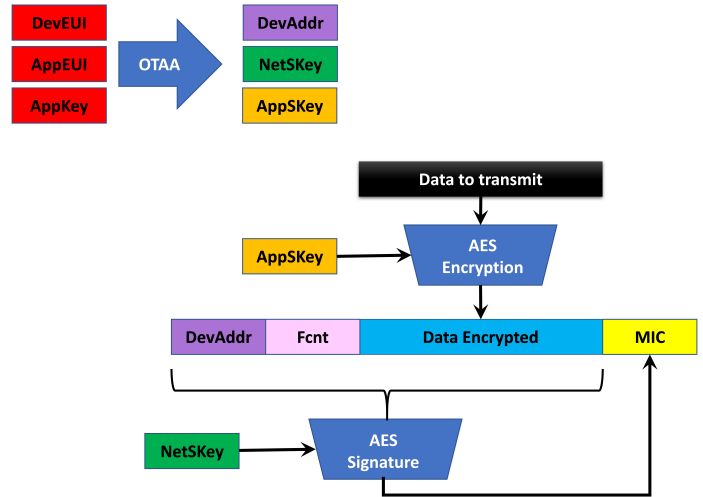 DevEUI
AppEUI
AppKey
OTAA
DevAddr
NetSKey
AppSKey
Data to transmit
AppSKey
AES
Encryption
DevAddr
Fcnt
Data Encrypted
MIC
NetSKey
AES
Signature